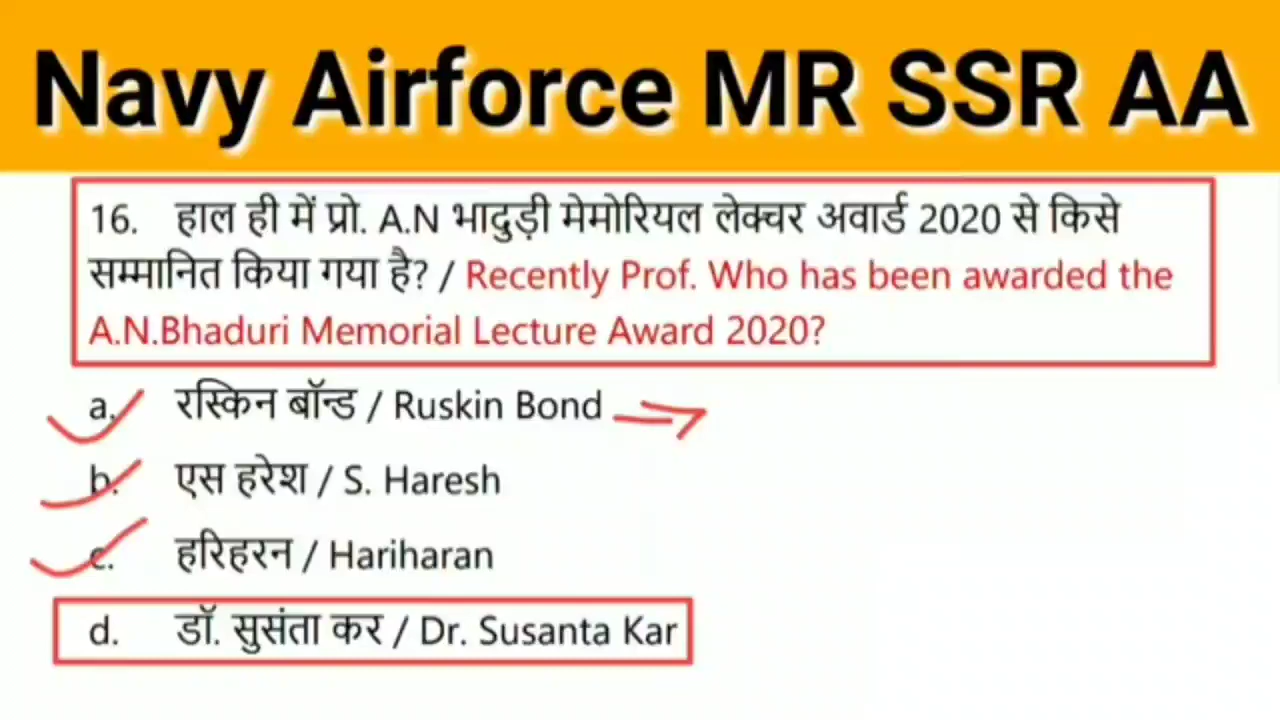 Navy Airforce MR SSR AA
16. हाल ही में प्रो. A.N भादुड़ी मेमोरियल लेक्चर अवार्ड 2020 से किसे
सम्मानित किया गया है? / Recently Prof. Who has been awarded the
A.N.Bhaduri Memorial Lecture Award 2020?
a. रस्किन बॉन्ड / Ruskin Bond
b. एस हरेश / S. Haresh
c. हरिहरन / Hariharan
d. डॉ. सुसंता कर / Dr. Susanta Kar